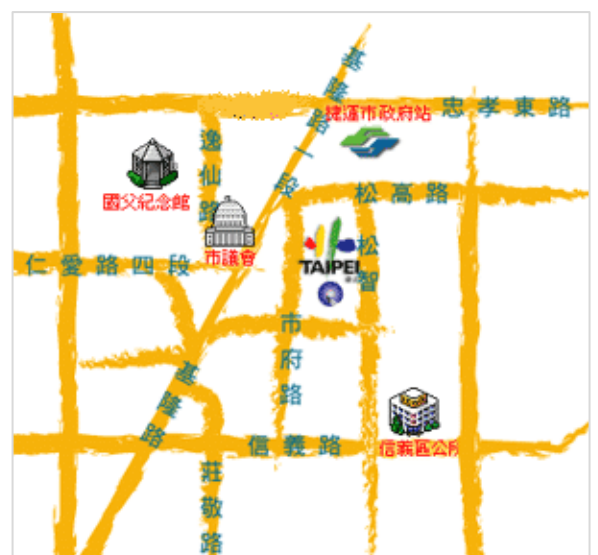 基隆路一段
捷運市政府站
忠孝東路
逸仙路
國父紀念館
松高路
市議會
仁愛路四段
TAIPEI
松智
市府路
基隆路
信義路
信義區公所
莊敬路